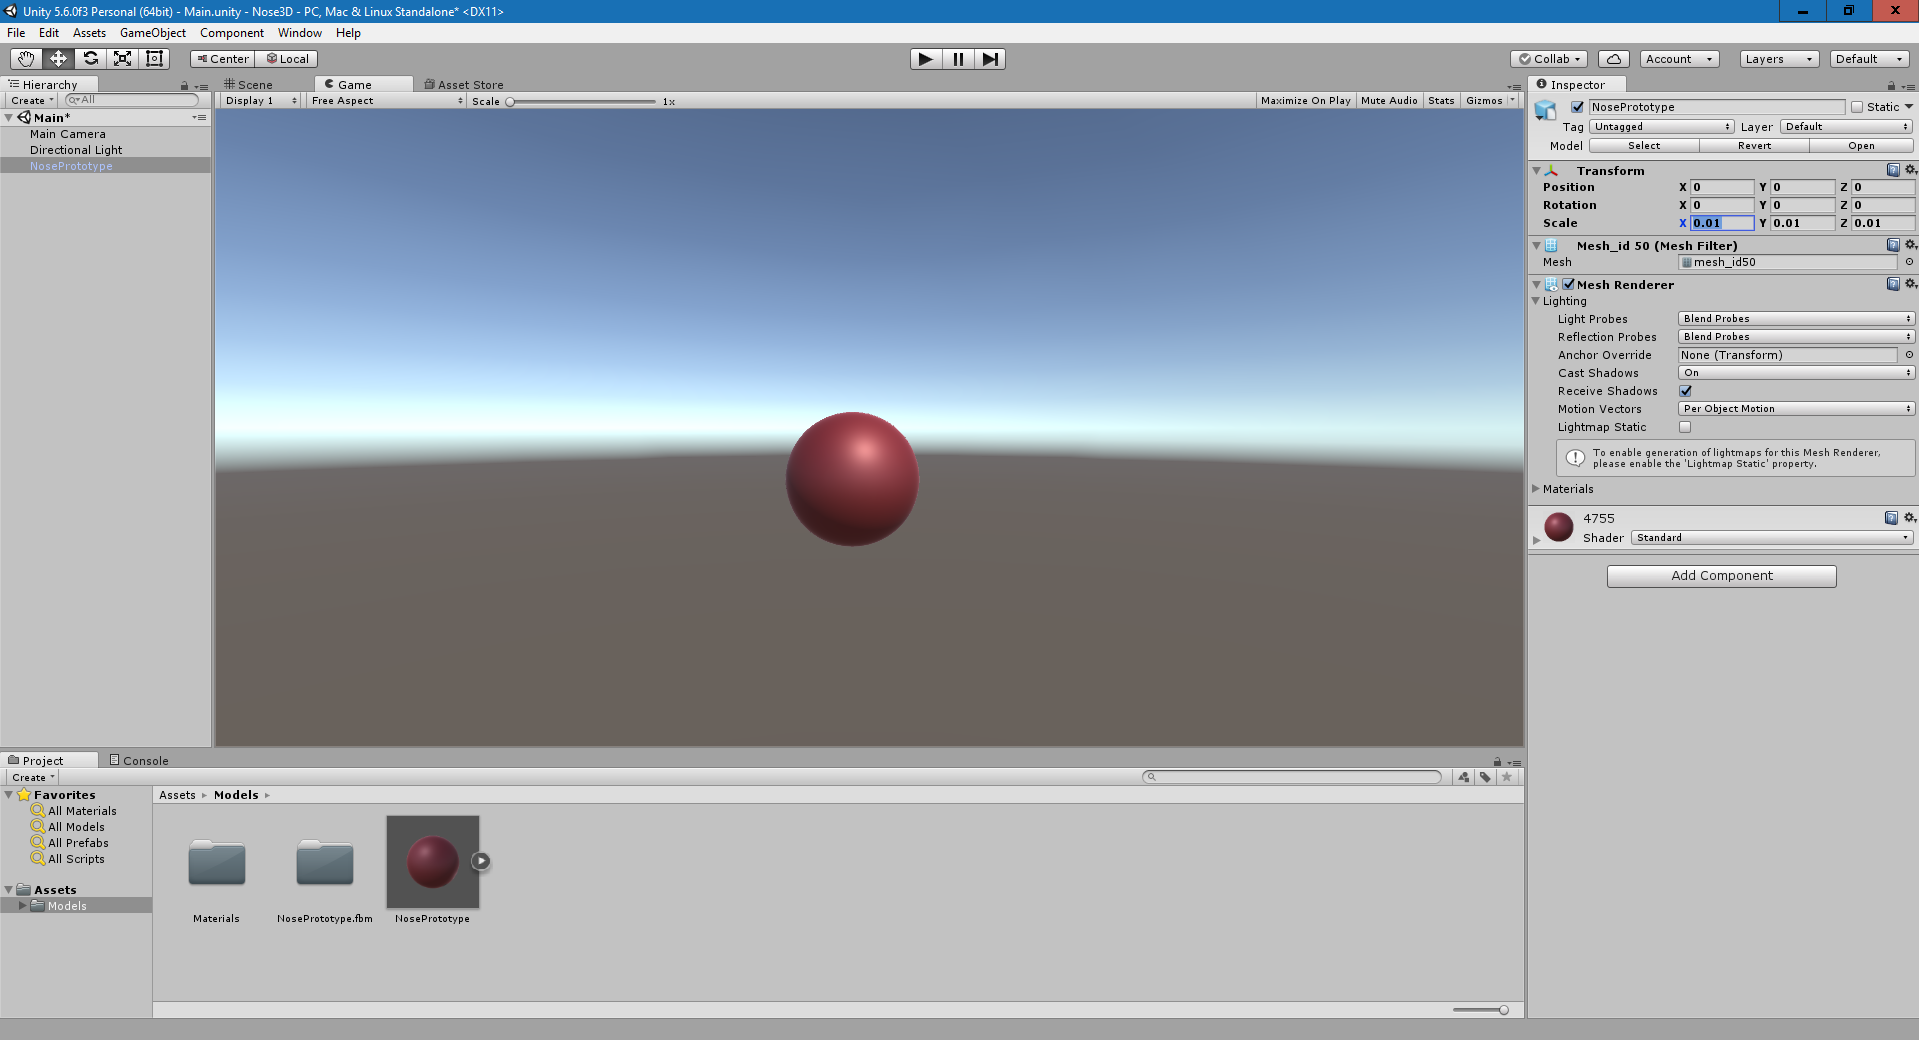 Unity 5.6.0f3 Personal (64bit) - Main.unity - Nose3D - PC, Mac & Linux Standalone* <DX11>
File Edit Assets GameObject Component Window Help
Center Local Collab Account Layers Default
Hierarchy
Create All
Main*
Main Camera
Directional Light
NosePrototype
Scene Game Asset Store
Display 1 Free Aspect Scale 1x Maximize On Play Mute Audio Stats Gizmos
Inspector
NosePrototype Static
Tag Untagged Layer Default
Model Select Revert Open
Transform
Position X 0 Y 0 Z 0
Rotation X 0 Y 0 Z 0
Scale X 0.01 Y 0.01 Z 0.01
Mesh_id 50 (Mesh Filter)
Mesh mesh_id50
Mesh Renderer
Lighting
Light Probes Blend Probes
Reflection Probes Blend Probes
Anchor Override None (Transform)
Cast Shadows On
Receive Shadows
Motion Vectors Per Object Motion
Lightmap Static
To enable generation of lightmaps for this Mesh Renderer,
please enable the 'Lightmap Static' property.
Materials
4755
Shader Standard
Add Component
Project Console
Create
Favorites
All Materials
All Models
All Prefabs
All Scripts
Assets
Models
Assets Models
Materials NosePrototype.fbm NosePrototype